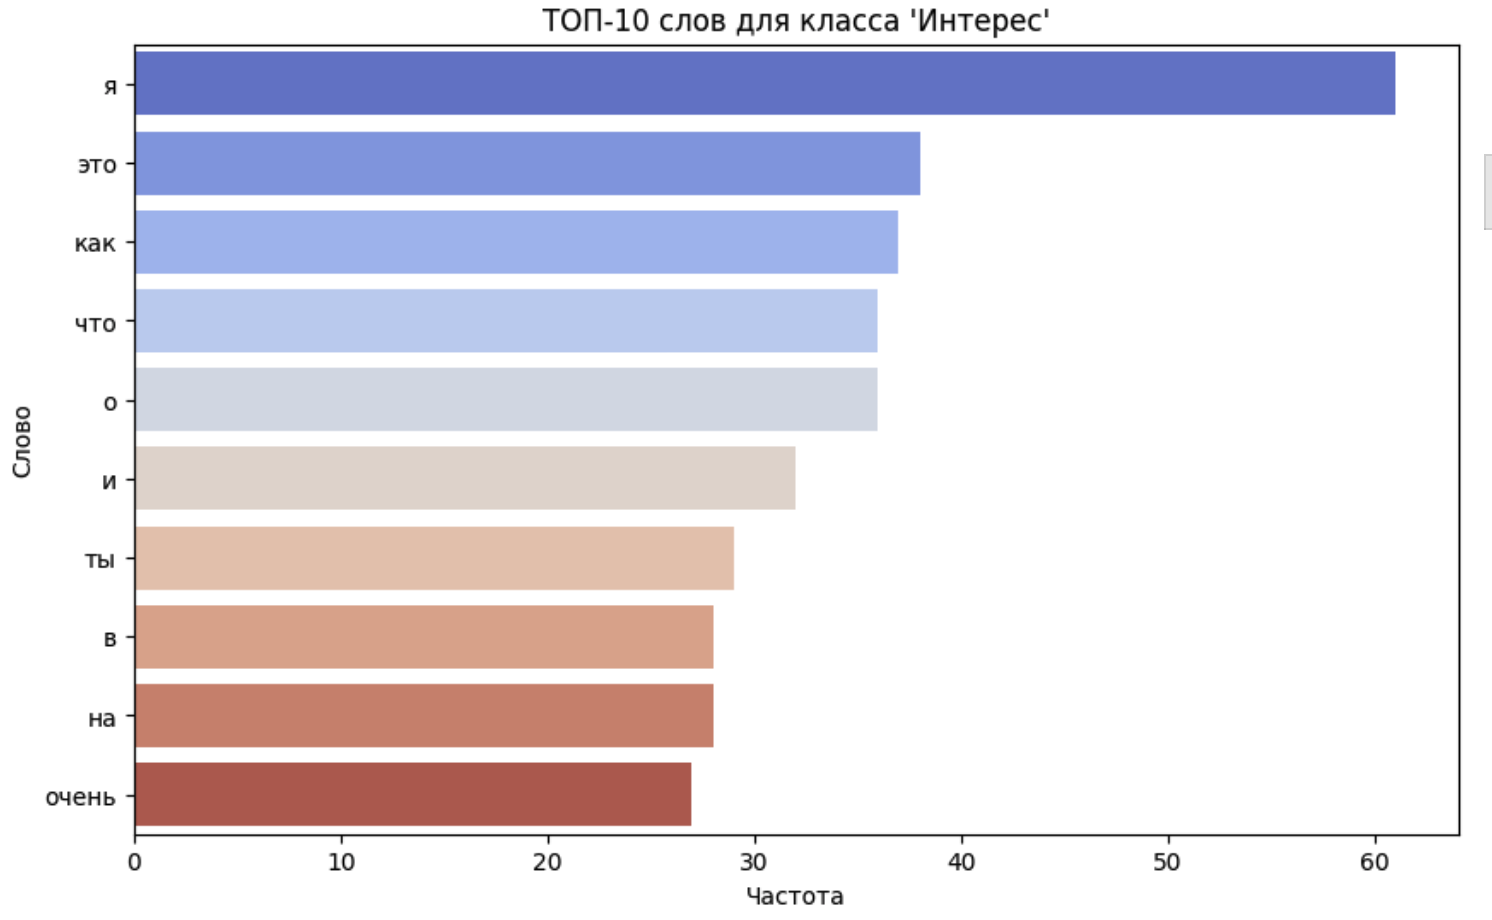 ТОП-10 слов для класса 'Интерес'
я
это
как
что
о
и
ты
в
на
очень
Слово
0 10 20 30 40 50 60
Частота